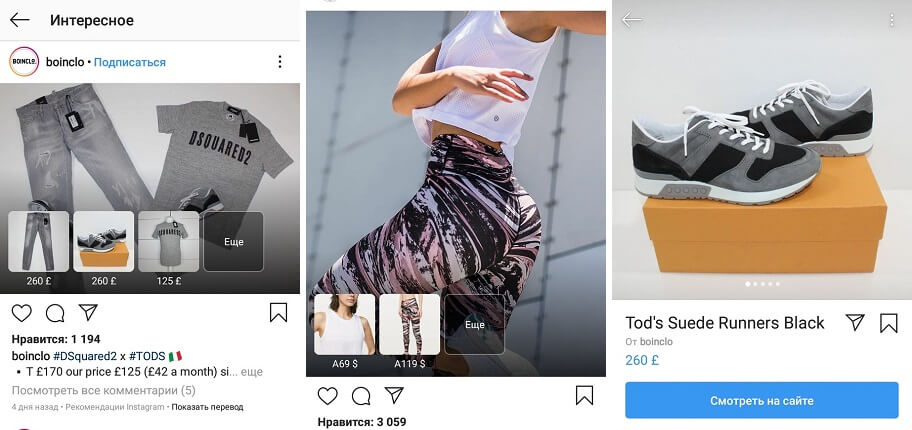 Интересное
BOINCLO.
boinclo • Подписаться
DSQUARED2
Еще
260 £
260 £
125 £
Нравится: 1 194
boinclo #DSquared2 x #TODS 🇮🇹
▪ T £170 our price £125 (£42 a month) si... еще
Посмотреть все комментарии (5)
4 дня назад • Рекомендации Instagram • Показать перевод
Еще
A69 $
A119 $
Нравится: 3 059
Tod's Suede Runners Black
От boinclo
260 £
Смотреть на сайте